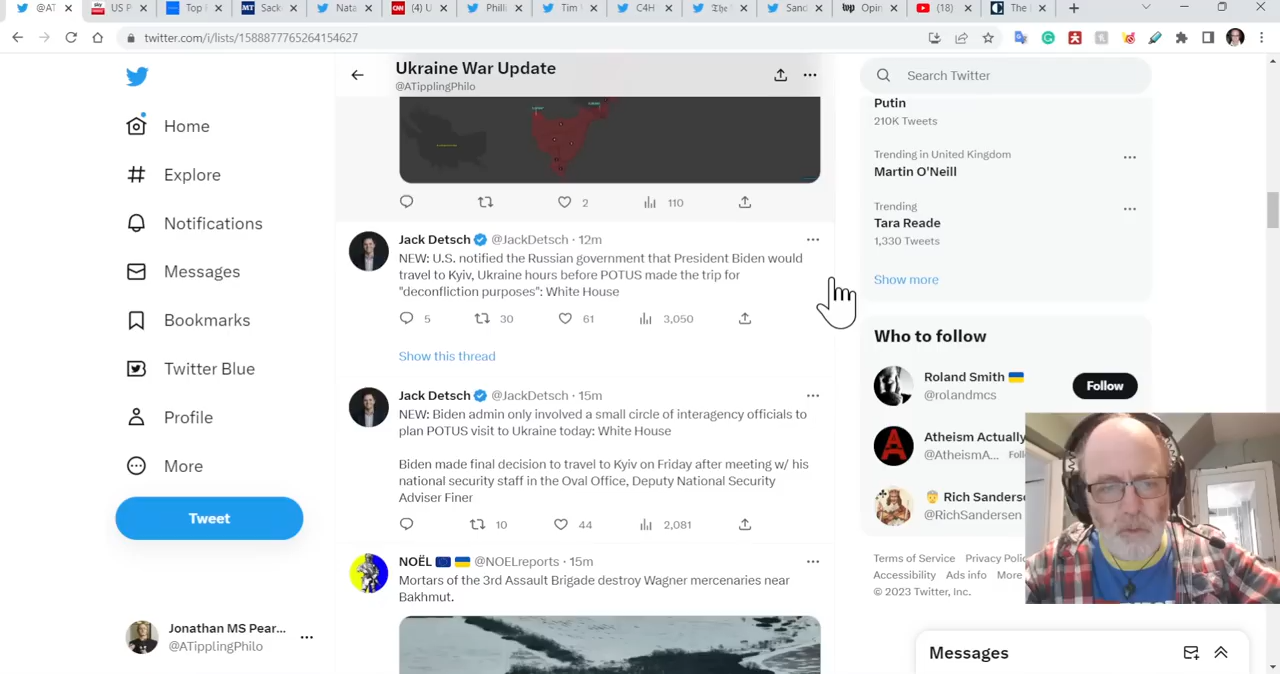 @AT
US P
Top
Sack
Nata
(4) U
Philli
Tim
C4H
The
Sand
Opin
(18)
The
twitter.com/i/lists/1588877765264154627
Ukraine War Update
@ATipplingPhilo
Search Twitter
Home
Explore
Notifications
Messages
Bookmarks
Twitter Blue
Profile
More
Tweet
Jonathan MS Pear...
@ATipplingPhilo
2
110
Jack Detsch @JackDetsch · 12m
NEW: U.S. notified the Russian government that President Biden would
travel to Kyiv, Ukraine hours before POTUS made the trip for
"deconfliction purposes": White House
5
30
61
3,050
Show this thread
Jack Detsch @JackDetsch · 15m
NEW: Biden admin only involved a small circle of interagency officials to
plan POTUS visit to Ukraine today: White House
Biden made final decision to travel to Kyiv on Friday after meeting w/ his
national security staff in the Oval Office, Deputy National Security
Adviser Finer
10
44
2,081
NOËL @NOELreports · 15m
Mortars of the 3rd Assault Brigade destroy Wagner mercenaries near
Bakhmut.
Putin
210K Tweets
Trending in United Kingdom
Martin O'Neill
Trending
Tara Reade
1,330 Tweets
Show more
Who to follow
Roland Smith
@rolandmcs
Follow
Atheism Actually
@AtheismA...
Foll
Rich Sanderse
@RichSandersen
Terms of Service Privacy Polic
Accessibility Ads info More
© 2023 Twitter, Inc.
Messages